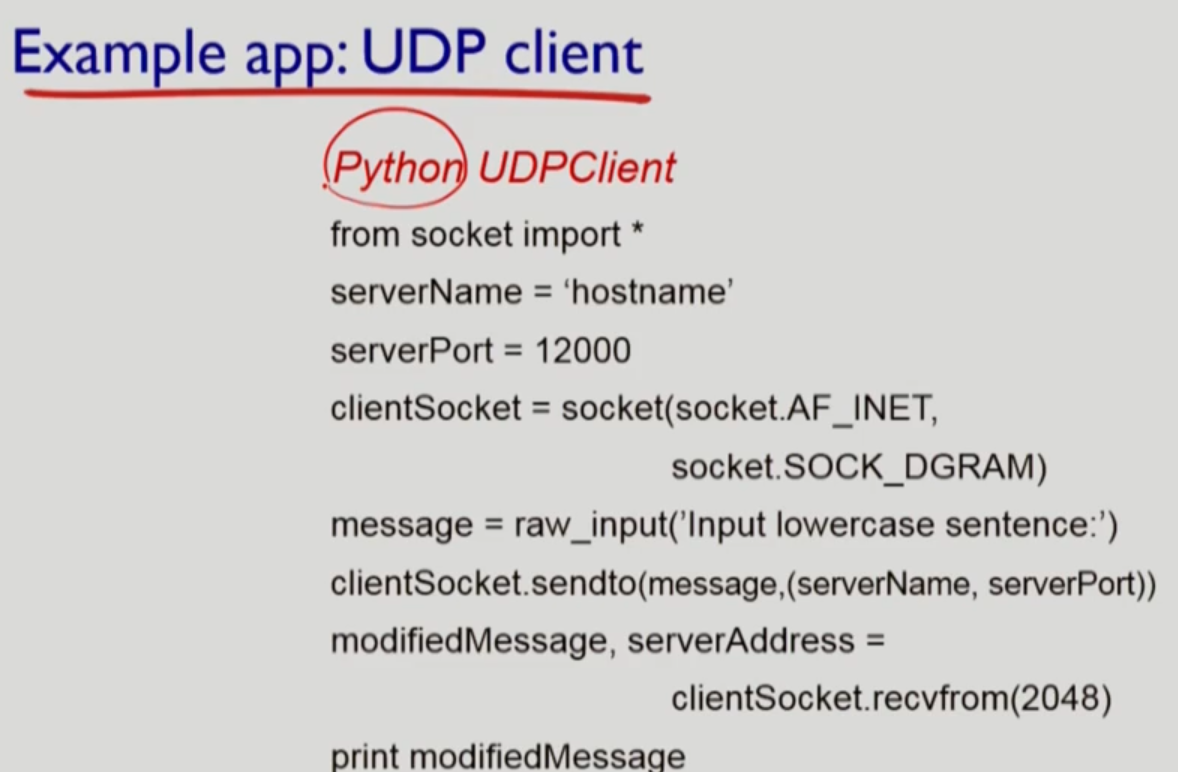 Example app: UDP client
Python UDPClient
from socket import *
serverName = ‘hostname’
serverPort = 12000
clientSocket = socket(socket.AF_INET,
socket.SOCK_DGRAM)
message = raw_input(’Input lowercase sentence:’)
clientSocket.sendto(message,(serverName, serverPort))
modifiedMessage, serverAddress =
clientSocket.recvfrom(2048)
print modifiedMessage